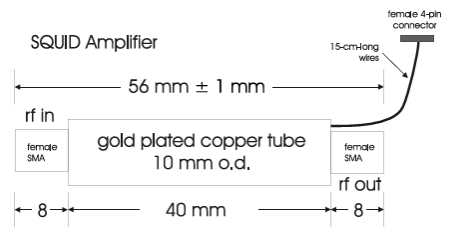 female 4-pin
connector
SQUID Amplifier
15-cm-long
wires
56 mm ± 1 mm
rf in
female
SMA
gold plated copper tube
10 mm o.d.
female
SMA
rf out
8
40 mm
8